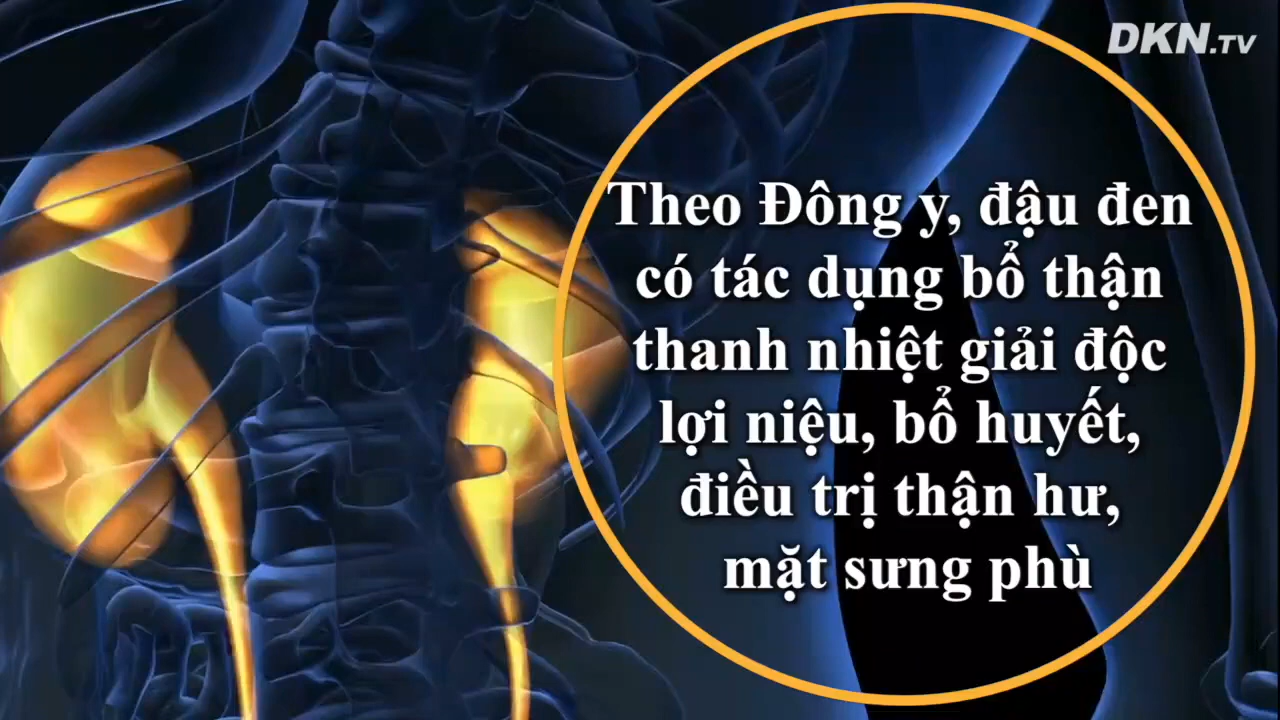 DKN.TV
Theo Đông y, đậu đen
có tác dụng bổ thận
thanh nhiệt giải độc
lợi niệu, bổ huyết,
điều trị thận hư,
mặt sưng phù